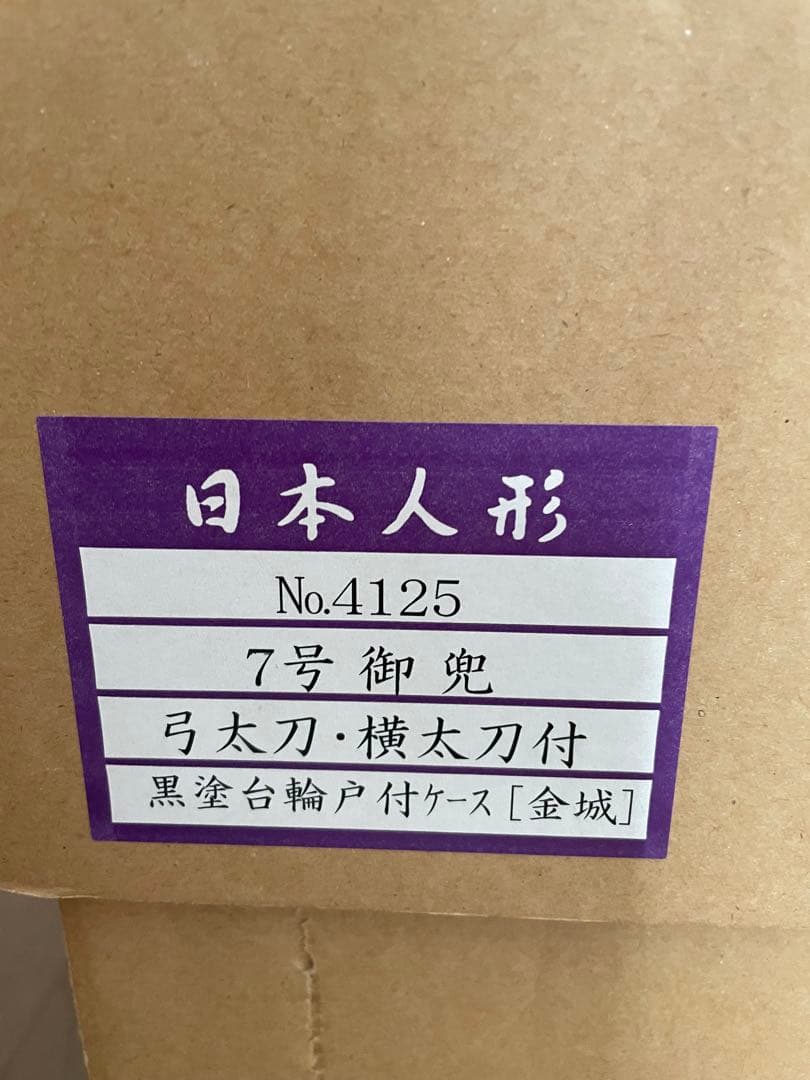 日本人形
No.4125
7号 御 兜
弓太刀・横太刀付
黒塗台輪戸付ケース[金城]